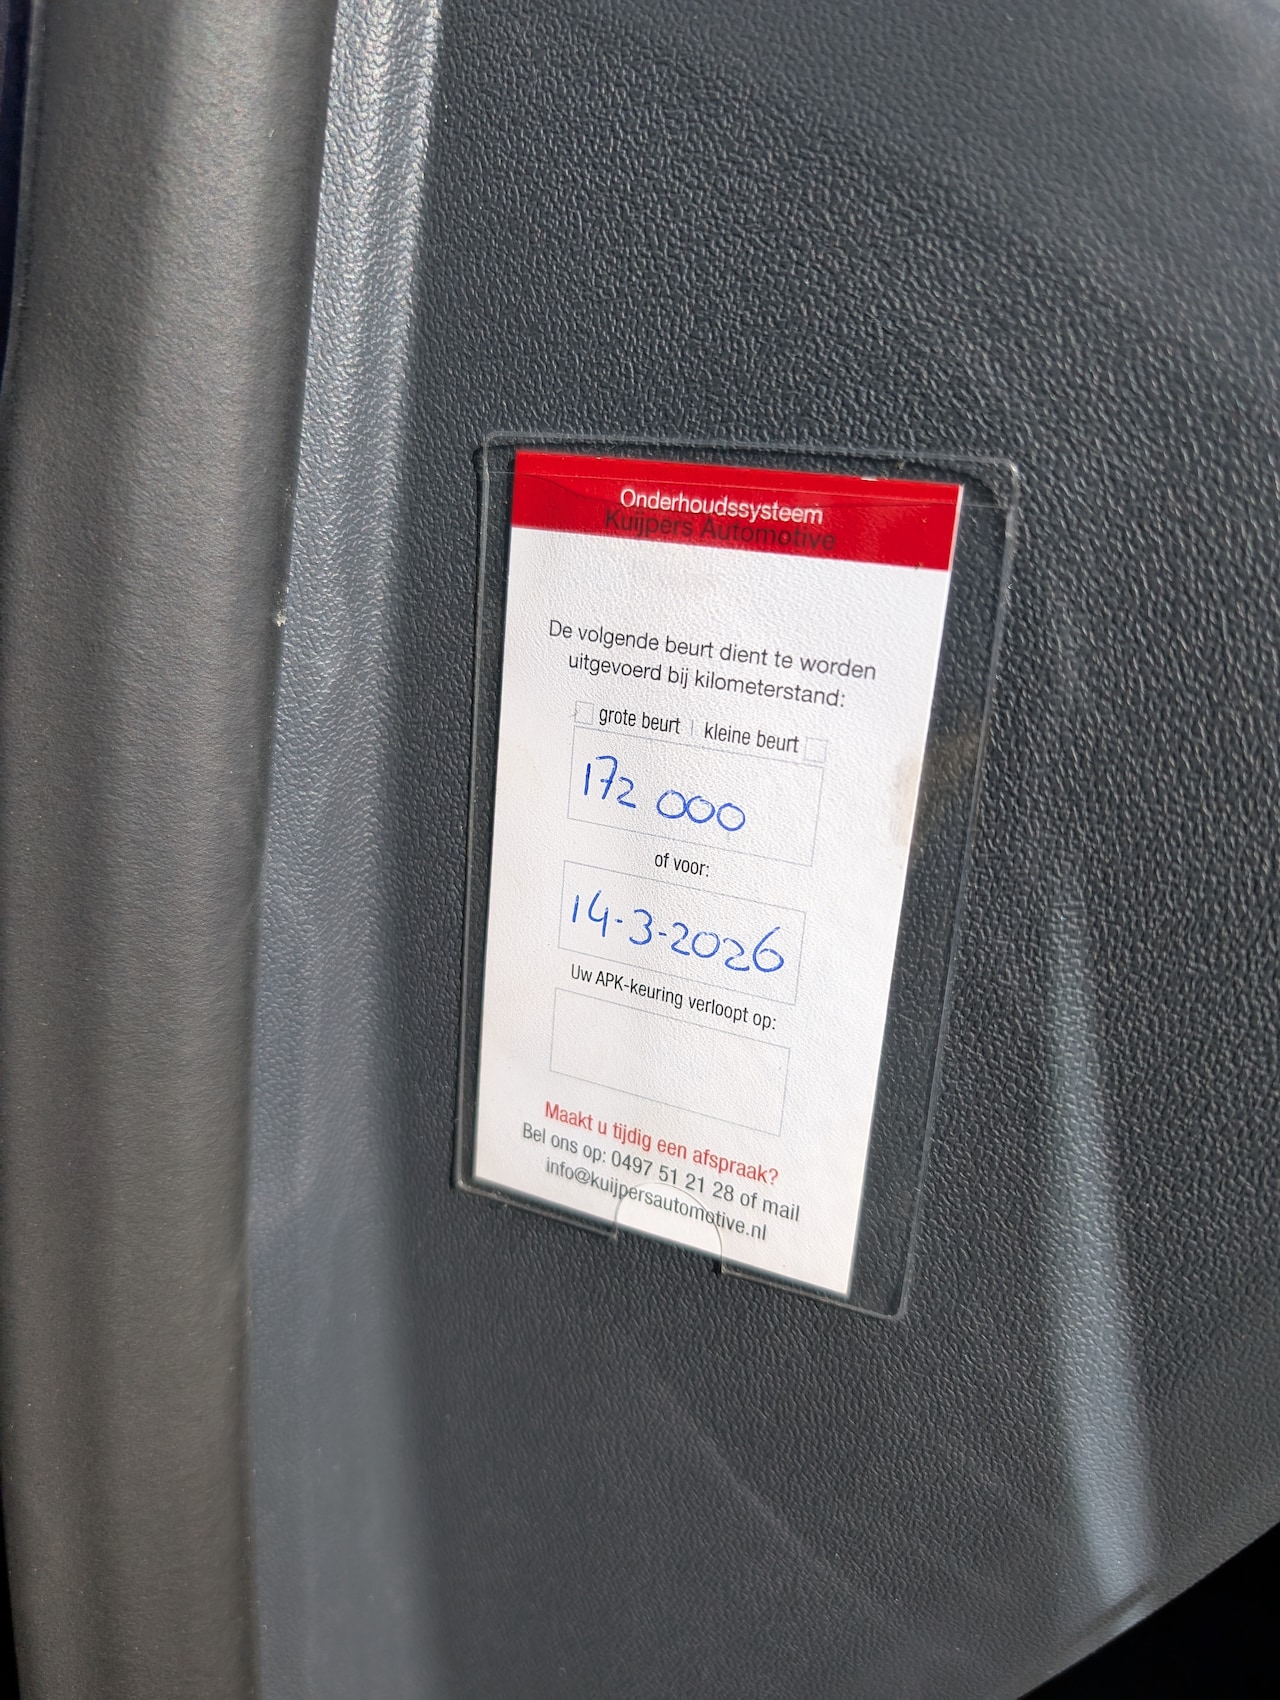 Onderhoudssysteem
Kuijpers Automotive
De volgende beurt dient te worden
uitgevoerd bij kilometerstand:
grote beurt | kleine beurt
172 000
of voor:
14-3-2026
Uw APK-keuring verloopt op:
Maakt u tijdig een afspraak?
Bel ons op: 0497 51 21 28 of mail
info@kuijpersautomotive.nl